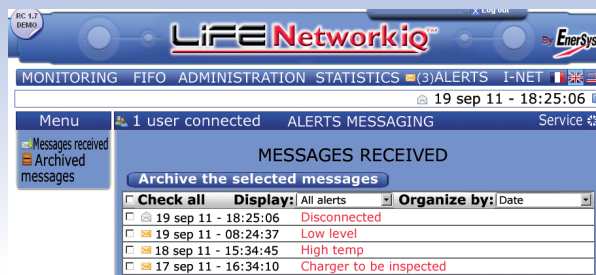 RC 1.7
DEMO
X Log out
LiFE Networkiq™
By EnerSys
MONITORING FIFO ADMINISTRATION STATISTICS (3)ALERTS I-NET
19 sep 11 - 18:25:06
Menu
1 user connected ALERTS MESSAGING Service
Messages received
Archived
messages
MESSAGES RECEIVED
Archive the selected messages
Check all Display: All alerts Organize by: Date
19 sep 11 - 18:25:06 Disconnected
19 sep 11 - 08:24:37 Low level
18 sep 11 - 15:34:45 High temp
17 sep 11 - 16:34:10 Charger to be inspected